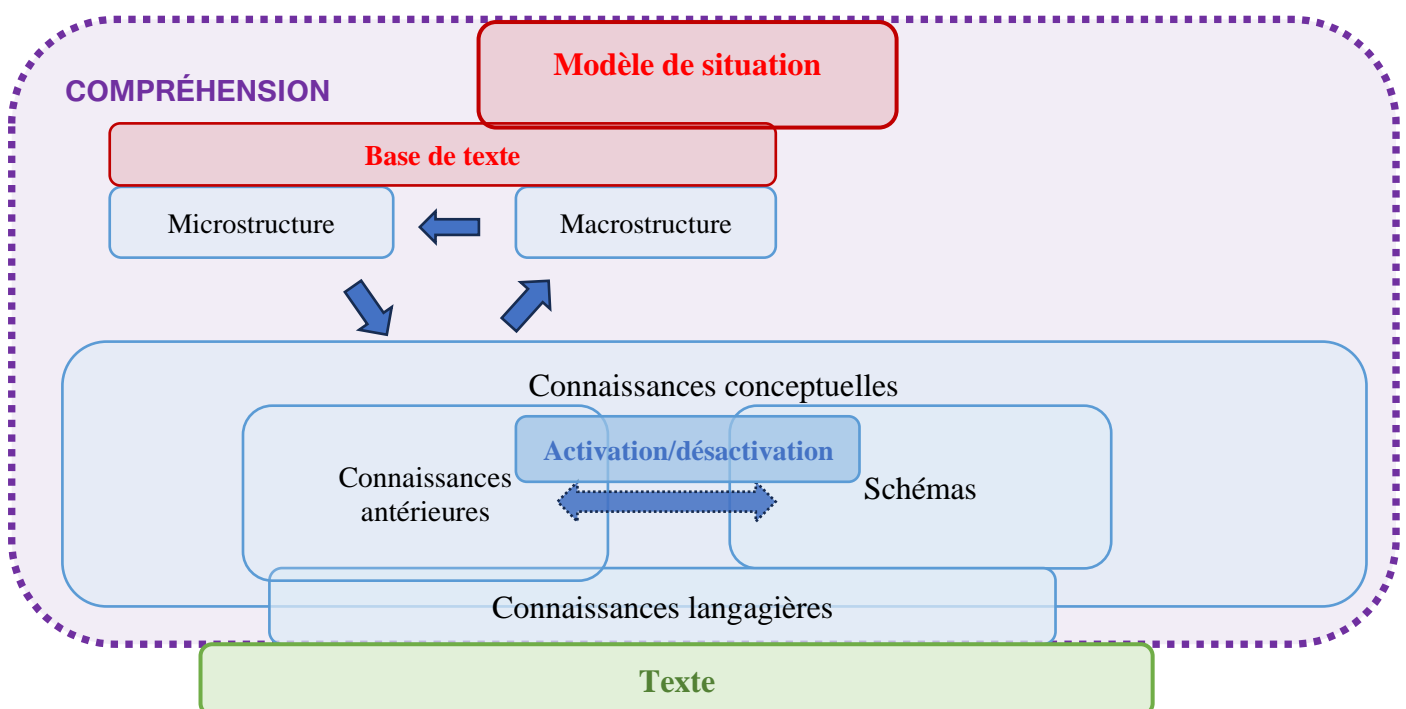 Modèle de situation
COMPRÉHENSION
Base de texte
Microstructure
Macrostructure
Connaissances conceptuelles
Activation/désactivation
Connaissances
antérieures
Schémas
Connaissances langagières
Texte